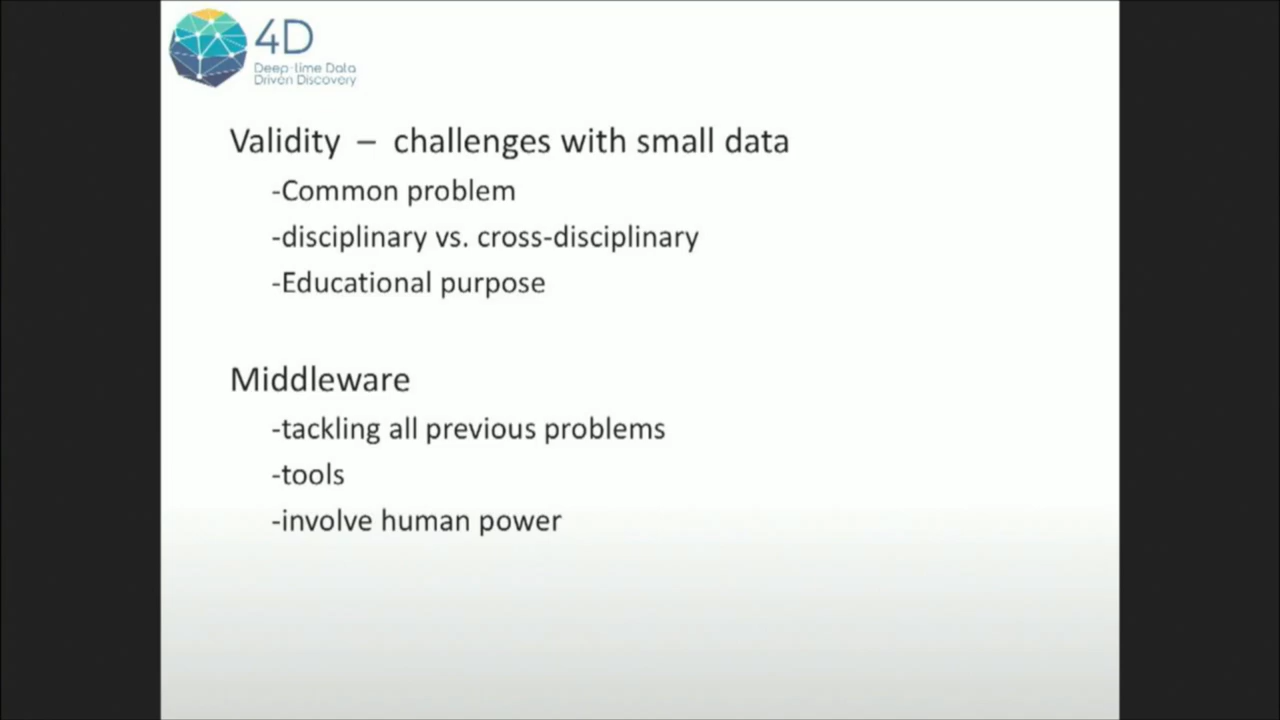 4D
Deep-time Data
Driven Discovery
Validity – challenges with small data
-Common problem
-disciplinary vs. cross-disciplinary
-Educational purpose
Middleware
-tackling all previous problems
-tools
-involve human power